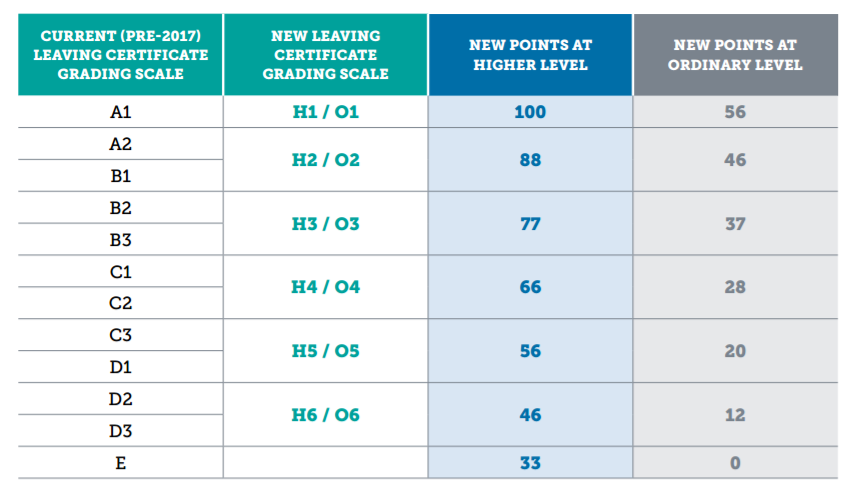 CURRENT (PRE-2017)
LEAVING CERTIFICATE
GRADING SCALE
NEW LEAVING
CERTIFICATE
GRADING SCALE
NEW POINTS AT
HIGHER LEVEL
NEW POINTS AT
ORDINARY LEVEL
A1 H1 / O1 100 56
A2
H2 / O2 88 46
B1
B2
H3 / O3 77 37
B3
C1
H4 / O4 66 28
C2
C3
H5 / O5 56 20
D1
D2
H6 / O6 46 12
D3
E 33 0